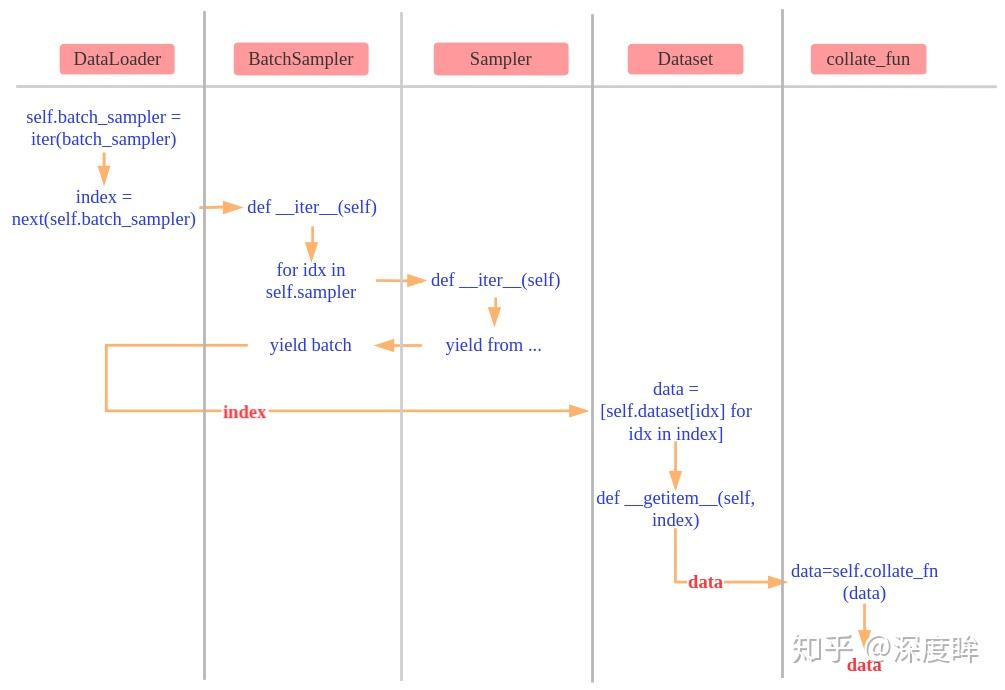 DataLoader
BatchSampler
Sampler
Dataset
collate_fun
self.batch_sampler =
iter(batch_sampler)
index =
next(self.batch_sampler)
def __iter__(self)
for idx in
self.sampler
def __iter__(self)
yield batch
yield from ...
index
data =
[self.dataset[idx] for
idx in index]
def __getitem__(self,
index)
data
data=self.collate_fn
(data)
知乎 @深度眸
data